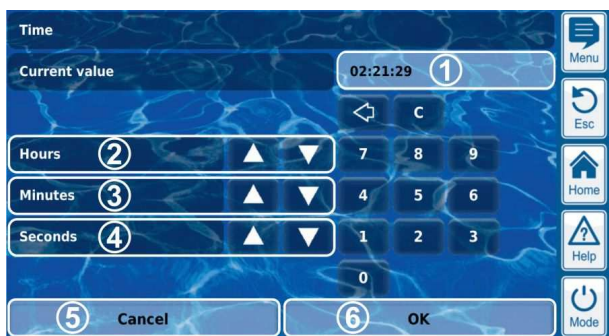 Time
Menu
Current value
02:21:29 1
C
Esc
Hours 2
7 8 9
Minutes 3
4 5 6
Home
Seconds 4
1 2 3
Help
0
5 Cancel
6 OK
Mode